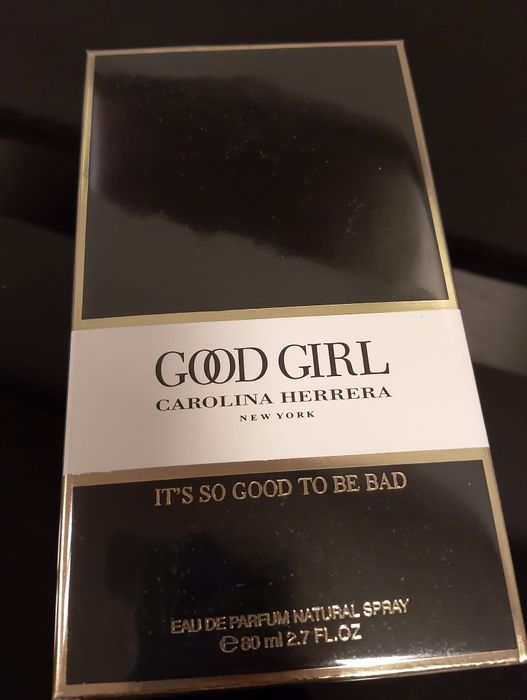 GOOD GIRL
CAROLINA HERRERA
NEW YORK
IT'S SO GOOD TO BE BAD
EAU DE PARFUM NATURAL SPRAY
℮80 ml 2.7 FL.OZ